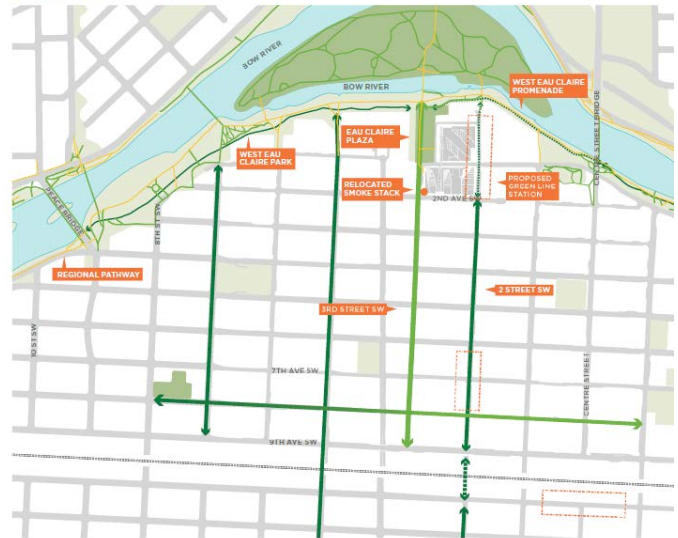 BOW RIVER
BOW RIVER
WEST EAU CLAIRE
PROMENADE
CENTRE STREET BRIDGE
EAU CLAIRE
PLAZA
WEST EAU
CLAIRE PARK
PEACE BRIDGE
RELOCATED
SMOKE STACK
PROPOSED
GREEN LINE
STATION
2ND AVE SW
8TH ST SW
REGIONAL PATHWAY
2 STREET SW
3RD STREET SW
10 ST SW
7TH AVE SW
CENTRE STREET
9TH AVE SW